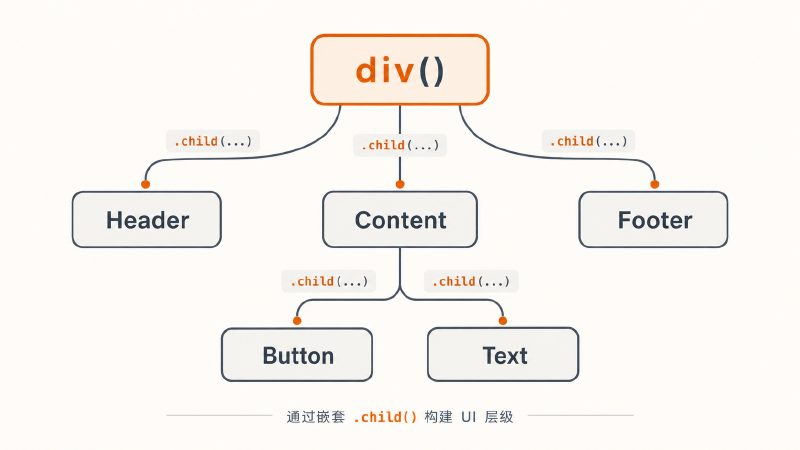 div()
.child(...)
.child(...)
.child(...)
Header
Content
Footer
.child(...)
.child(...)
Button
Text
通过嵌套 .child() 构建 UI 层级